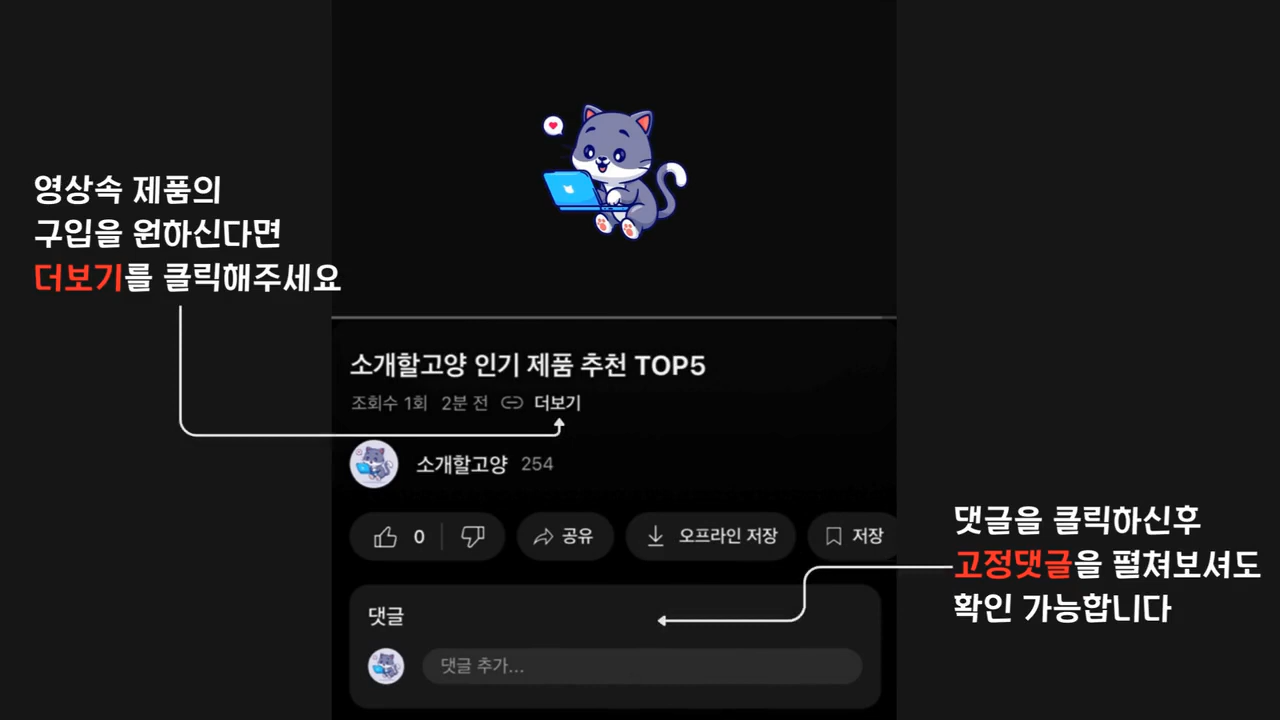 영상속 제품의
구입을 원하신다면
더보기를 클릭해주세요
소개할고양 인기 제품 추천 TOP5
조회수 1회 2분 전 더보기
소개할고양 254
0 공유 오프라인 저장 저장
댓글을 클릭하신후
고정댓글을 펼쳐보셔도
확인 가능합니다
댓글
댓글 추가...